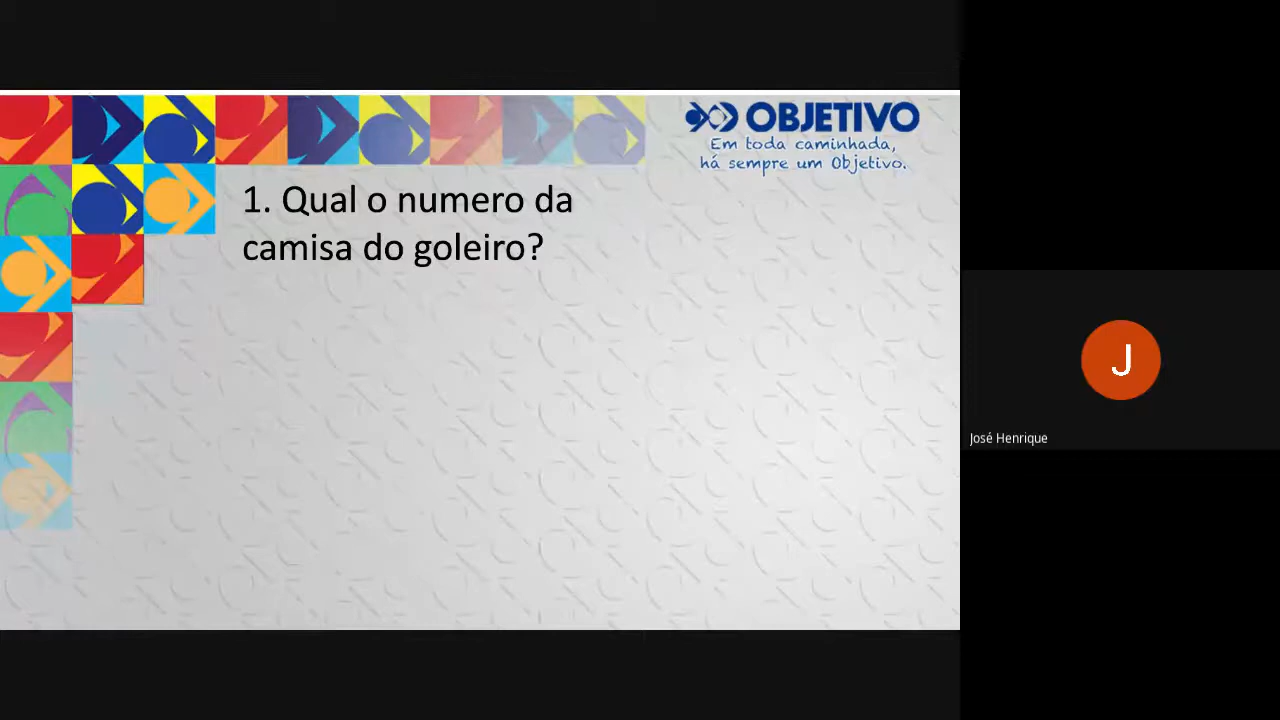 OBJETIVO
Em toda caminhada,
há sempre um Objetivo.
1. Qual o numero da
camisa do goleiro?
J
José Henrique